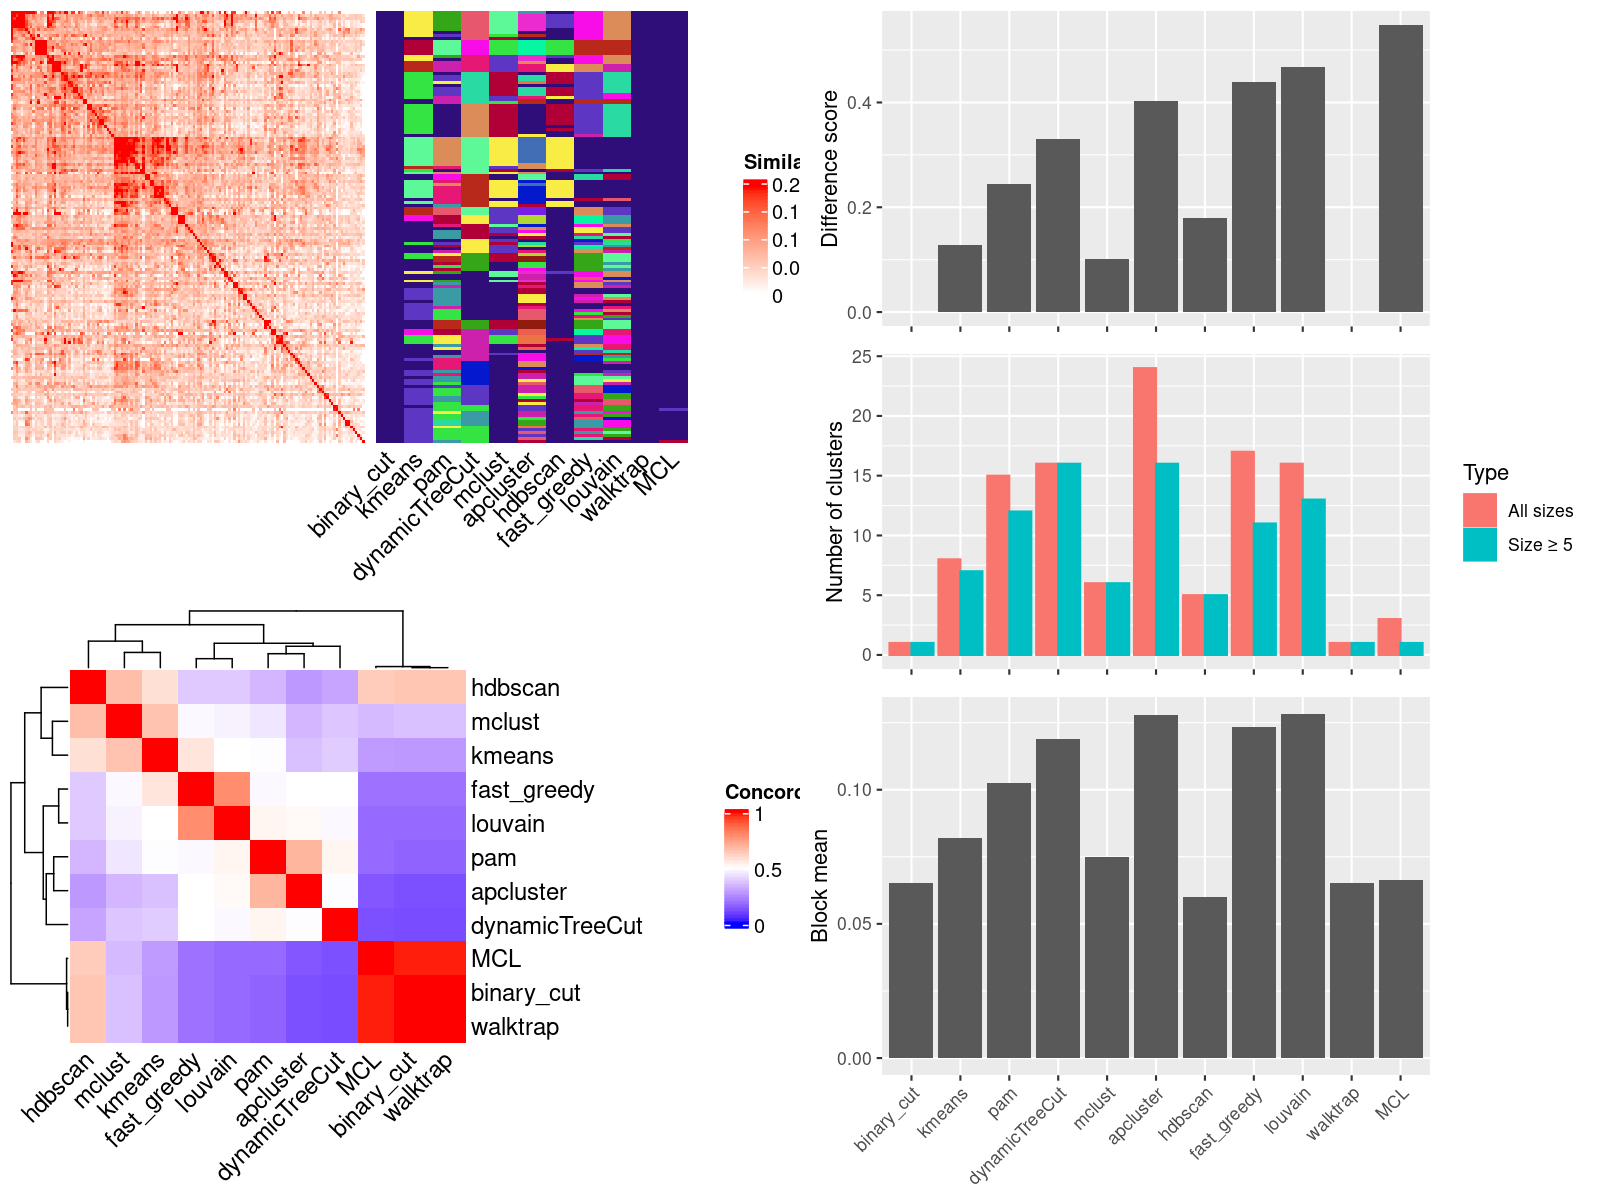 Simila
0.2
0.1
0.1
0.0
0
binary_cut
kmeans
pam
dynamicTreeCut
mclust
apcluster
hdbscan
fast_greedy
louvain
walktrap
MCL
hdbscan
mclust
kmeans
fast_greedy
louvain
pam
apcluster
dynamicTreeCut
MCL
binary_cut
walktrap
hdbscan
mclust
kmeans
fast_greedy
louvain
pam
apcluster
dynamicTreeCut
MCL
binary_cut
walktrap
Concord
1
0.5
0
Difference score
0.4
0.2
0.0
Number of clusters
25
20
15
10
5
0
Type
All sizes
Size ≥ 5
Block mean
0.10
0.05
0.00
binary_cut
kmeans
pam
dynamicTreeCut
mclust
apcluster
hdbscan
fast_greedy
louvain
walktrap
MCL